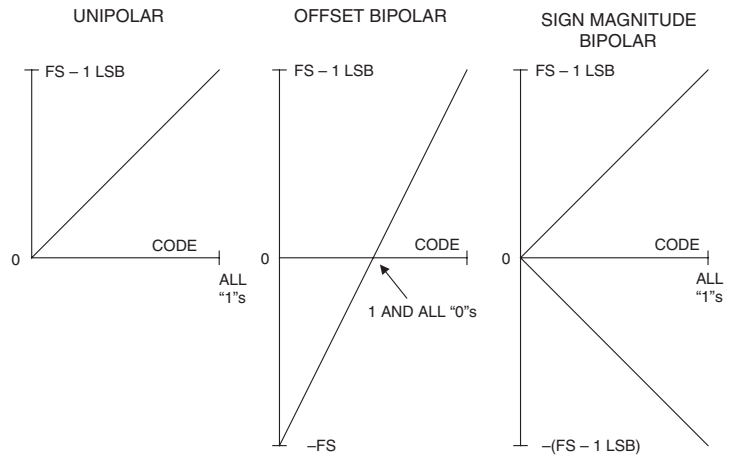 UNIPOLAR
FS – 1 LSB
CODE
0
ALL
“1”s
OFFSET BIPOLAR
FS – 1 LSB
CODE
0
1 AND ALL “0”s
–FS
SIGN MAGNITUDE
BIPOLAR
FS – 1 LSB
CODE
0
ALL
“1”s
–(FS – 1 LSB)